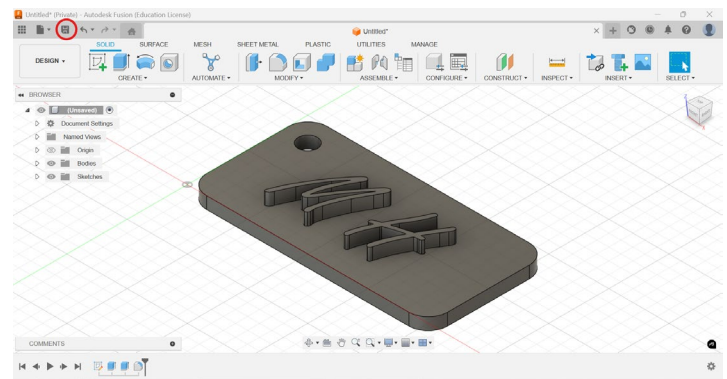 Untitled* (Private) - Autodesk Fusion (Education License)
Untitled*
SOLID SURFACE MESH SHEET METAL PLASTIC UTILITIES MANAGE
DESIGN
CREATE AUTOMATE MODIFY ASSEMBLE CONFIGURE CONSTRUCT INSPECT INSERT SELECT
BROWSER
(Unsaved)
Document Settings
Named Views
Origin
Bodies
Sketches
COMMENTS